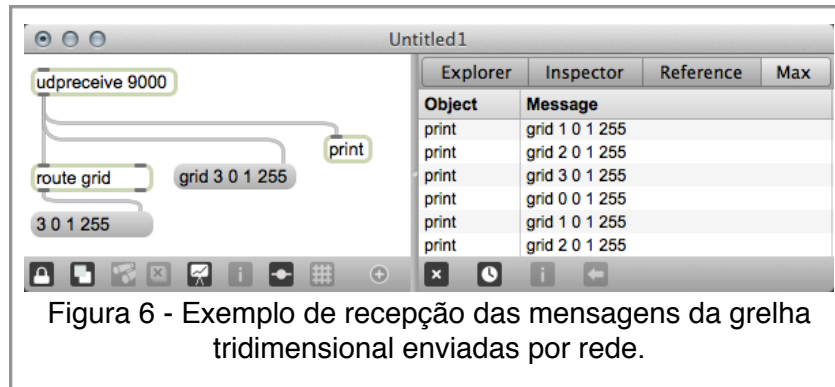 Untitled1
udpreceive 9000
print
route grid
grid 3 0 1 255
3 0 1 255
Explorer Inspector Reference Max
Object Message
print grid 1 0 1 255
print grid 2 0 1 255
print grid 3 0 1 255
print grid 0 0 1 255
print grid 1 0 1 255
print grid 2 0 1 255
Figura 6 - Exemplo de recepção das mensagens da grelha
tridimensional enviadas por rede.